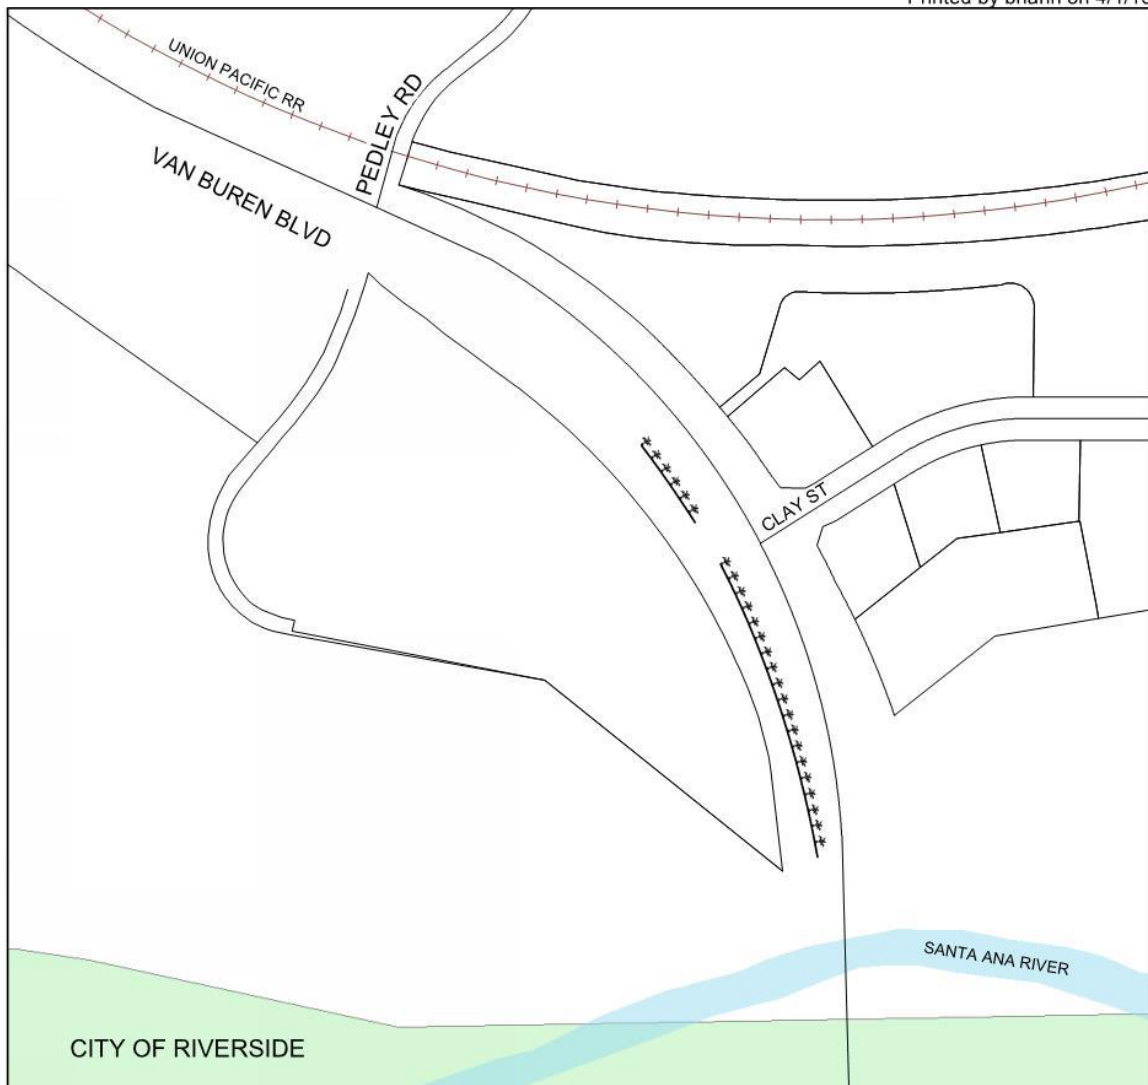 UNION PACIFIC RR
PEDLEY RD
VAN BUREN BLVD
CLAY ST
SANTA ANA RIVER
CITY OF RIVERSIDE